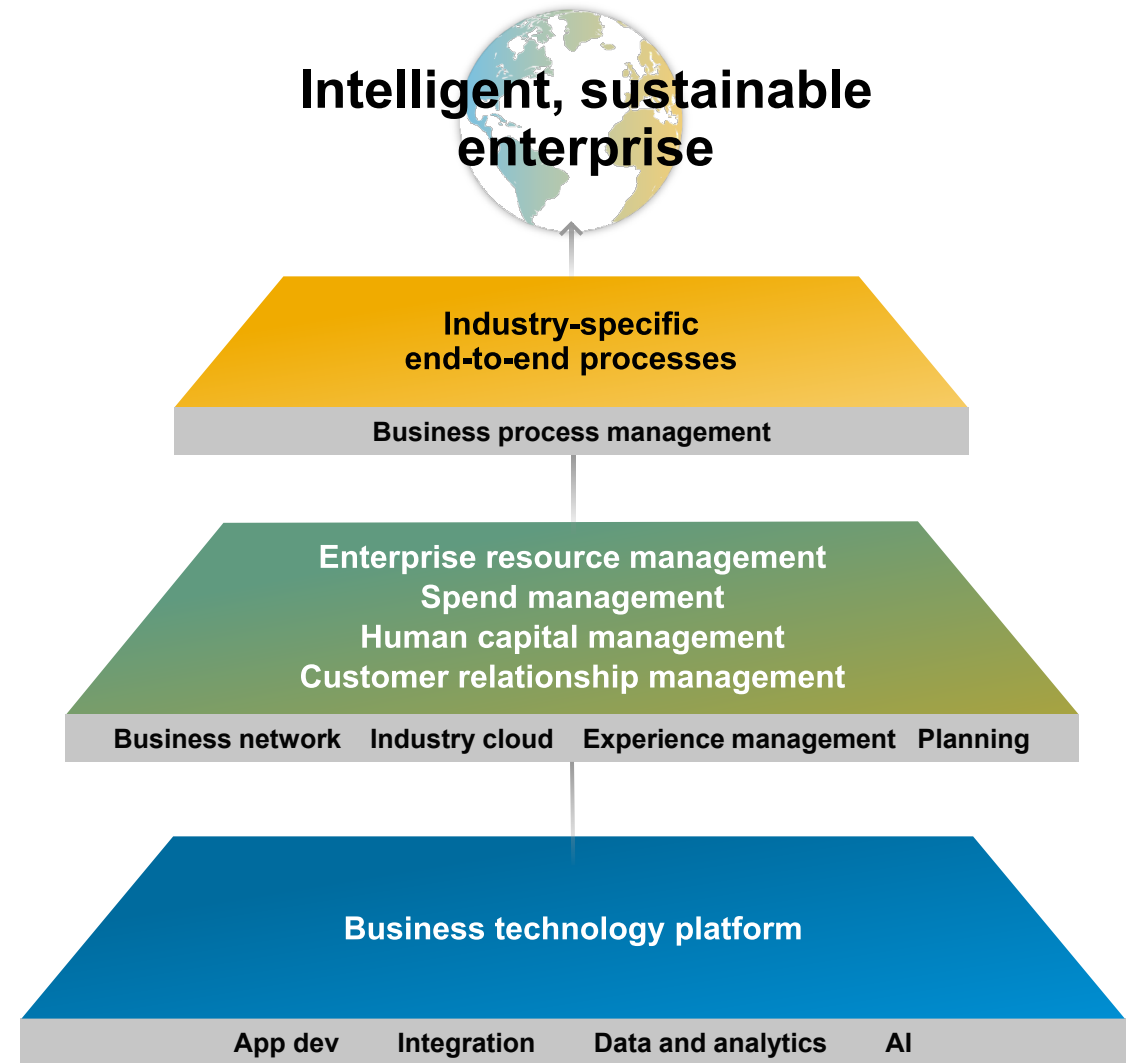 Intelligent, sustainable
enterprise
Industry-specific
end-to-end processes
Business process management
Enterprise resource management
Spend management
Human capital management
Customer relationship management
Business network Industry cloud Experience management Planning
Business technology platform
App dev Integration Data and analytics AI